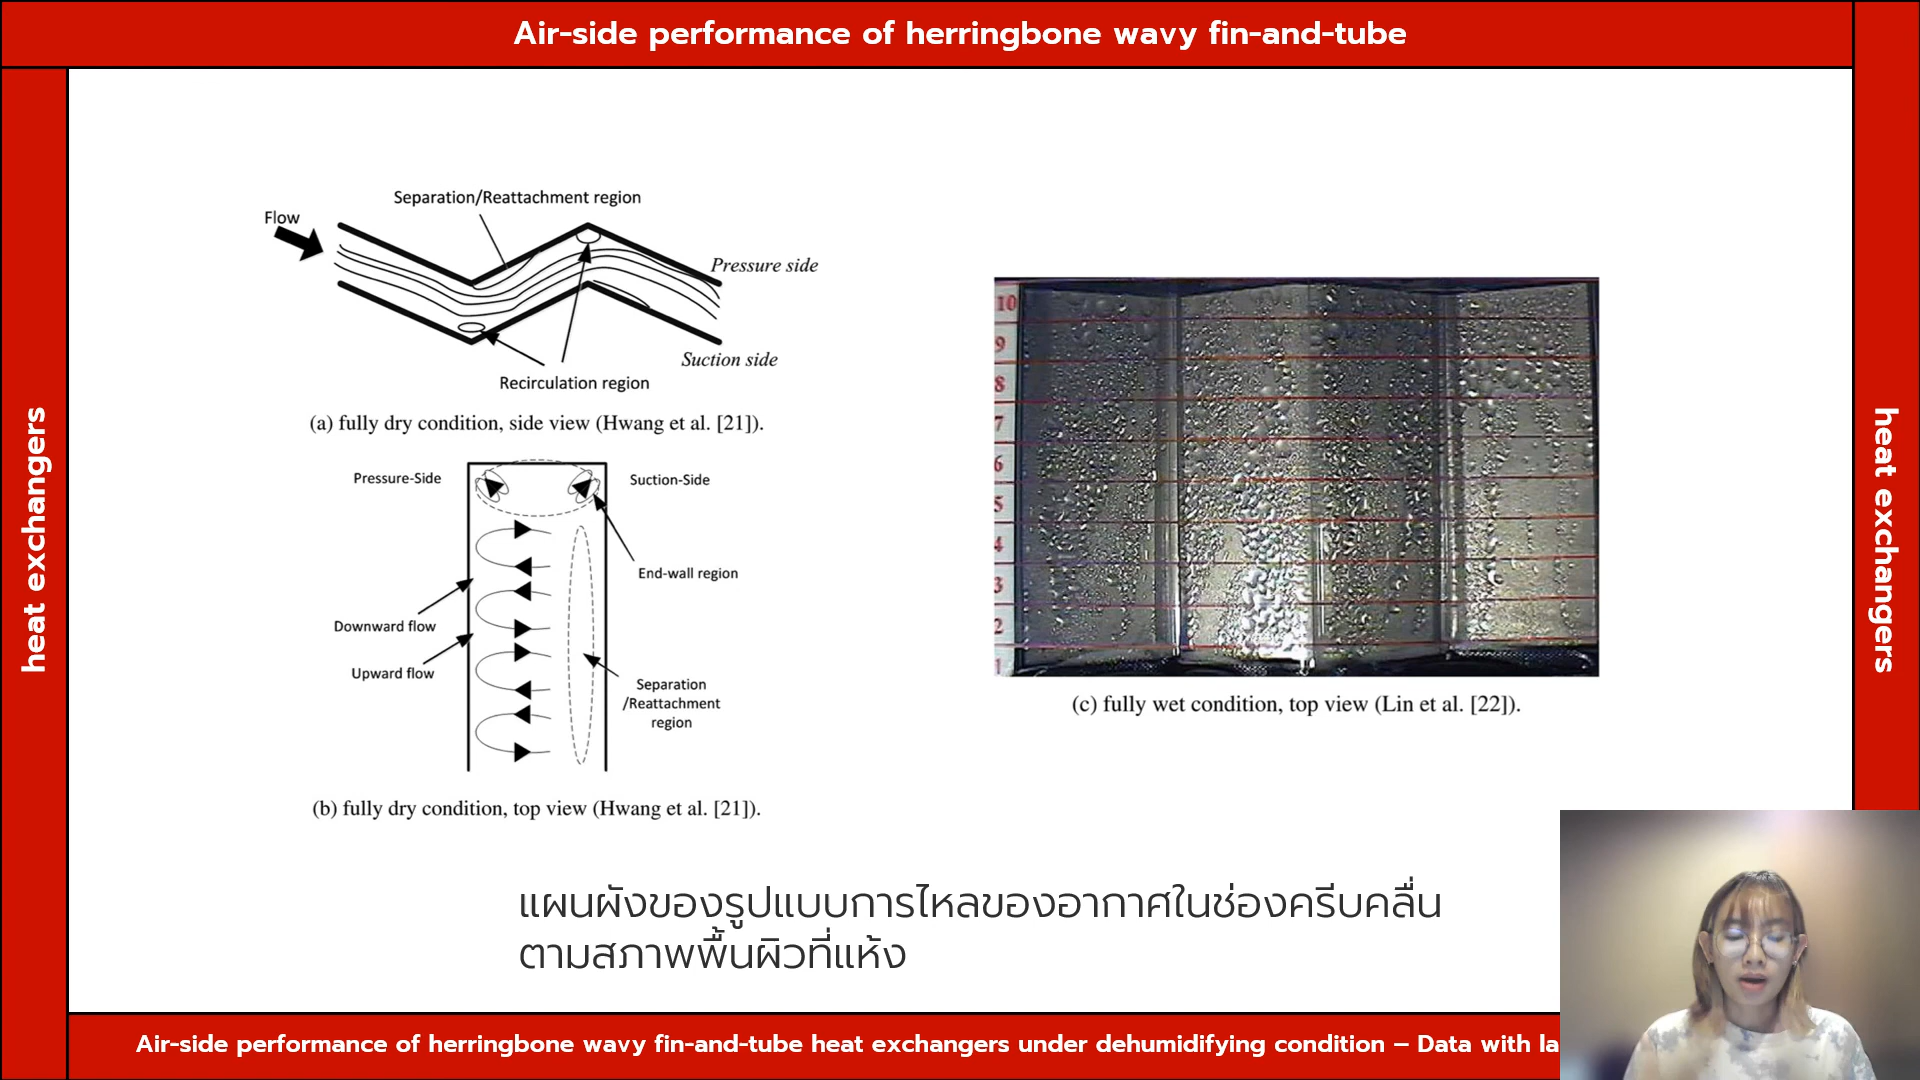 Air-side performance of herringbone wavy fin-and-tube
heat exchangers
Separation/Reattachment region
Flow
Pressure side
Suction side
Recirculation region
(a) fully dry condition, side view (Hwang et al. [21]).
Pressure-Side
Suction-Side
End-wall region
Downward flow
Upward flow
Separation
/Reattachment
region
(b) fully dry condition, top view (Hwang et al. [21]).
10
9
8
7
6
5
4
3
2
1
(c) fully wet condition, top view (Lin et al. [22]).
heat exchangers
แผนผังของรูปแบบการไหลของอากาศในช่องครีบคลื่น
ตามสภาพพื้นผิวที่แห้ง
Air-side performance of herringbone wavy fin-and-tube heat exchangers under dehumidifying condition – Data with la